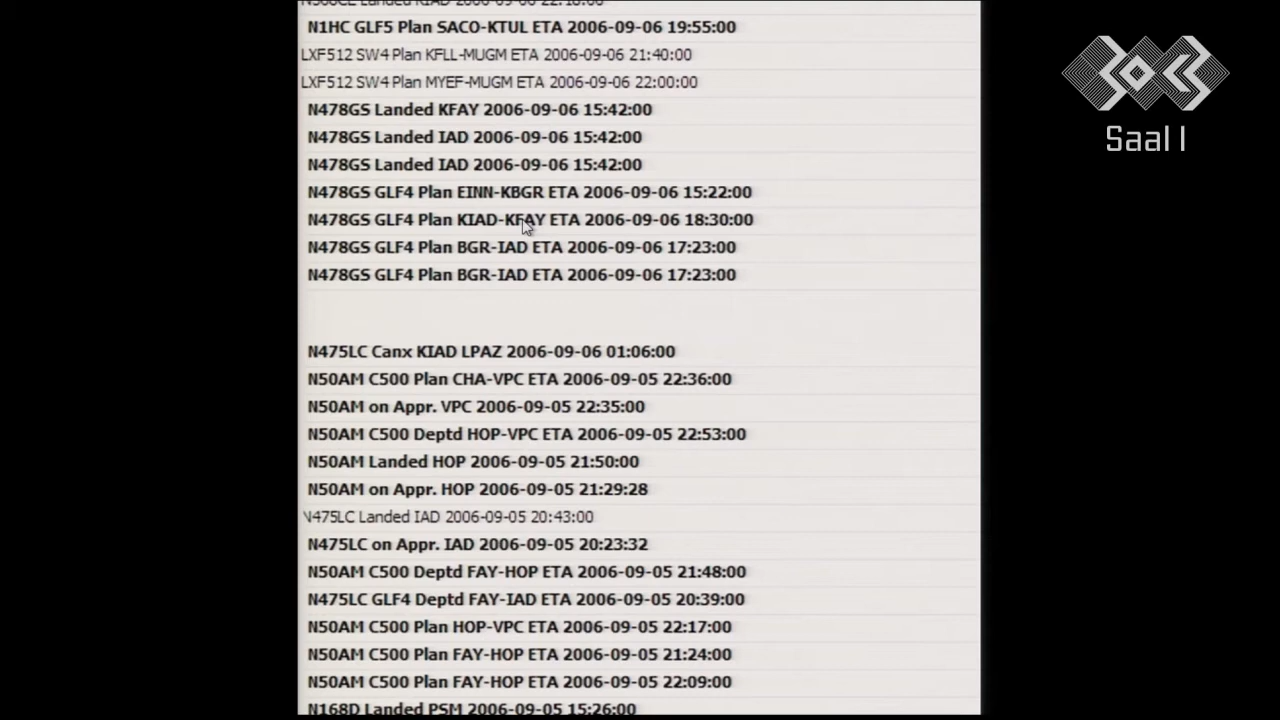 N1HC GLF5 Plan SACO-KTUL ETA 2006-09-06 19:55:00
LXF512 SW4 Plan KFLL-MUGM ETA 2006-09-06 21:40:00
LXF512 SW4 Plan MYEF-MUGM ETA 2006-09-06 22:00:00
N478GS Landed KFAY 2006-09-06 15:42:00
N478GS Landed IAD 2006-09-06 15:42:00
N478GS Landed IAD 2006-09-06 15:42:00
N478GS GLF4 Plan EINN-KBGR ETA 2006-09-06 15:22:00
N478GS GLF4 Plan KIAD-KFAY ETA 2006-09-06 18:30:00
N478GS GLF4 Plan BGR-IAD ETA 2006-09-06 17:23:00
N478GS GLF4 Plan BGR-IAD ETA 2006-09-06 17:23:00
N475LC Canx KIAD LPAZ 2006-09-06 01:06:00
N50AM C500 Plan CHA-VPC ETA 2006-09-05 22:36:00
N50AM on Appr. VPC 2006-09-05 22:35:00
N50AM C500 Deptd HOP-VPC ETA 2006-09-05 22:53:00
N50AM Landed HOP 2006-09-05 21:50:00
N50AM on Appr. HOP 2006-09-05 21:29:28
N475LC Landed IAD 2006-09-05 20:43:00
N475LC on Appr. IAD 2006-09-05 20:23:32
N50AM C500 Deptd FAY-HOP ETA 2006-09-05 21:48:00
N475LC GLF4 Deptd FAY-IAD ETA 2006-09-05 20:39:00
N50AM C500 Plan HOP-VPC ETA 2006-09-05 22:17:00
N50AM C500 Plan FAY-HOP ETA 2006-09-05 21:24:00
N50AM C500 Plan FAY-HOP ETA 2006-09-05 22:09:00
N168D Landed PSM 2006-09-05 15:26:00
Saal 1